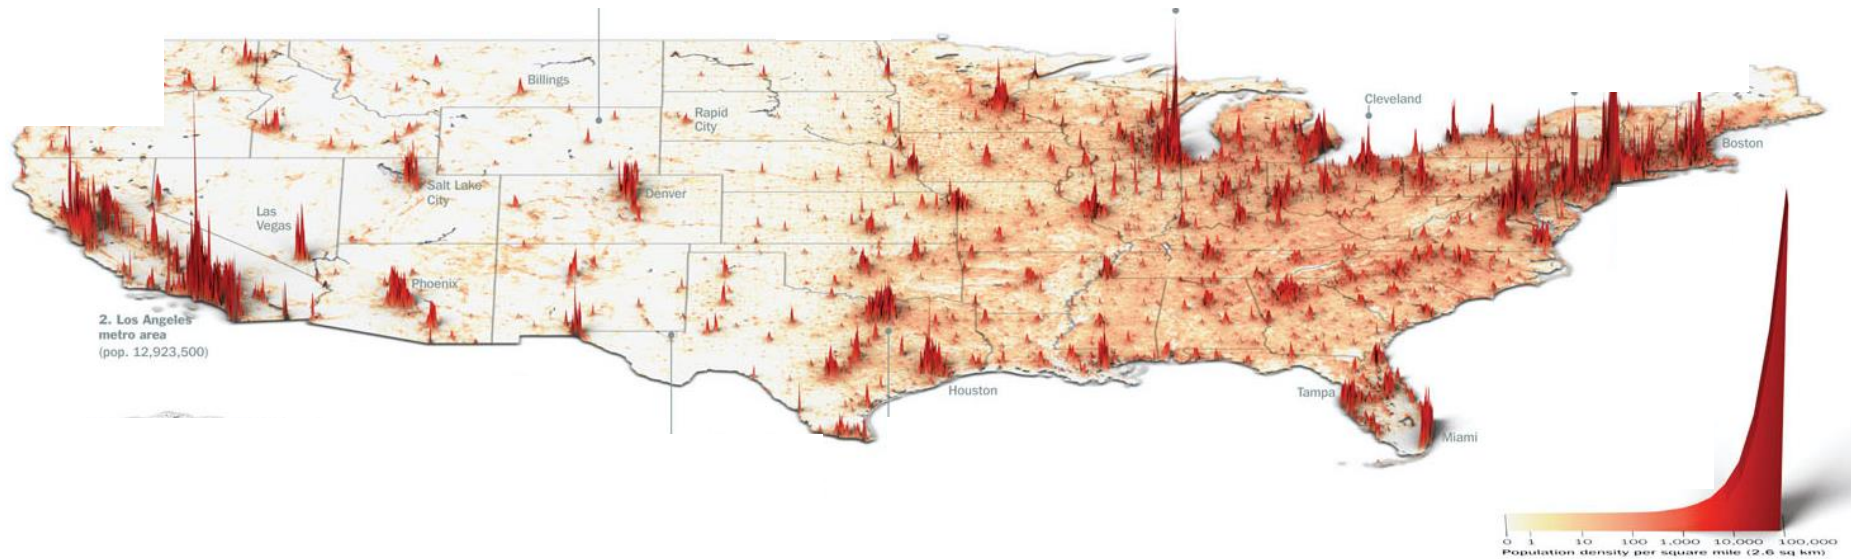 Billings
Rapid
City
Cleveland
Boston
Salt Lake
City
Denver
Las
Vegas
Phoenix
2. Los Angeles
metro area
(pop. 12,923,500)
Houston
Tampa
Miami
0 1 10 100 1,000 10,000 100,000
Population density per square mile (2.6 sq km)